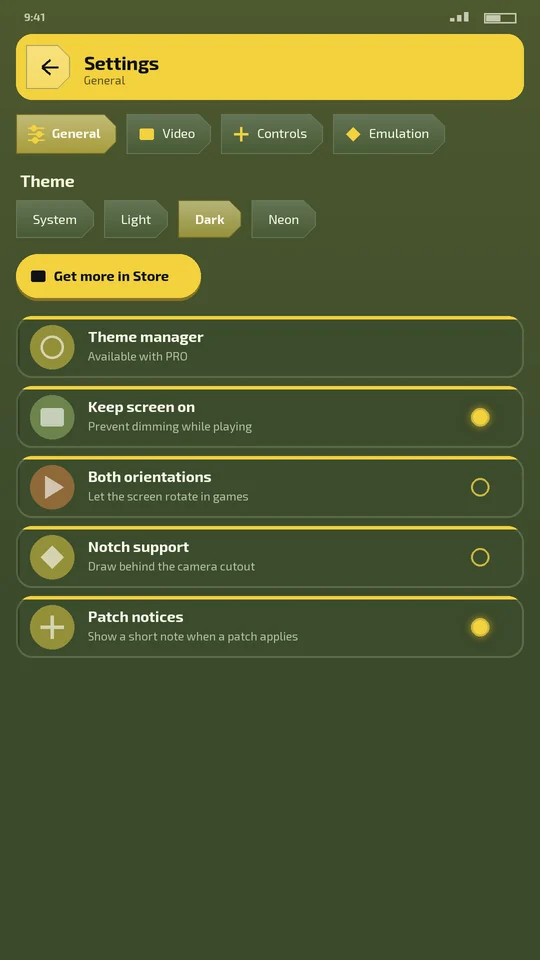 9:41
Settings
General
General
Video
Controls
Emulation
Theme
System
Light
Dark
Neon
Get more in Store
Theme manager
Available with PRO
Keep screen on
Prevent dimming while playing
Both orientations
Let the screen rotate in games
Notch support
Draw behind the camera cutout
Patch notices
Show a short note when a patch applies